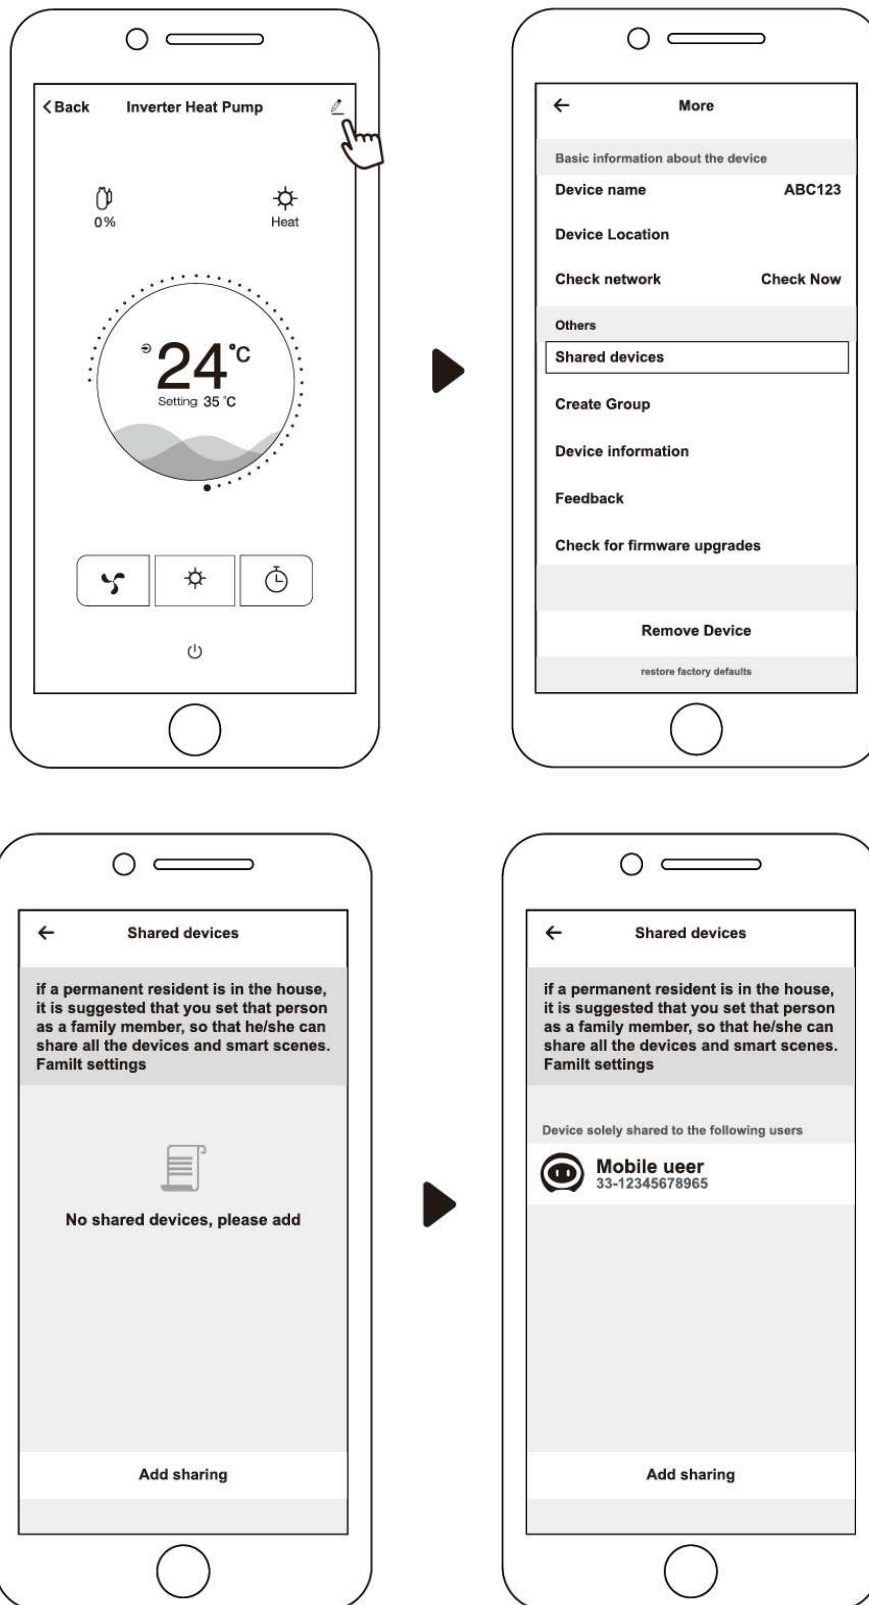 Back Inverter Heat Pump
0% Heat
24°C
Setting 35 °C
More
Basic information about the device
Device name ABC123
Device Location
Check network Check Now
Others
Shared devices
Create Group
Device information
Feedback
Check for firmware upgrades
Remove Device
restore factory defaults
Shared devices
if a permanent resident is in the house,
it is suggested that you set that person
as a family member, so that he/she can
share all the devices and smart scenes.
Familt settings
No shared devices, please add
Add sharing
Shared devices
if a permanent resident is in the house,
it is suggested that you set that person
as a family member, so that he/she can
share all the devices and smart scenes.
Familt settings
Device solely shared to the following users
Mobile ueer
33-12345678965
Add sharing